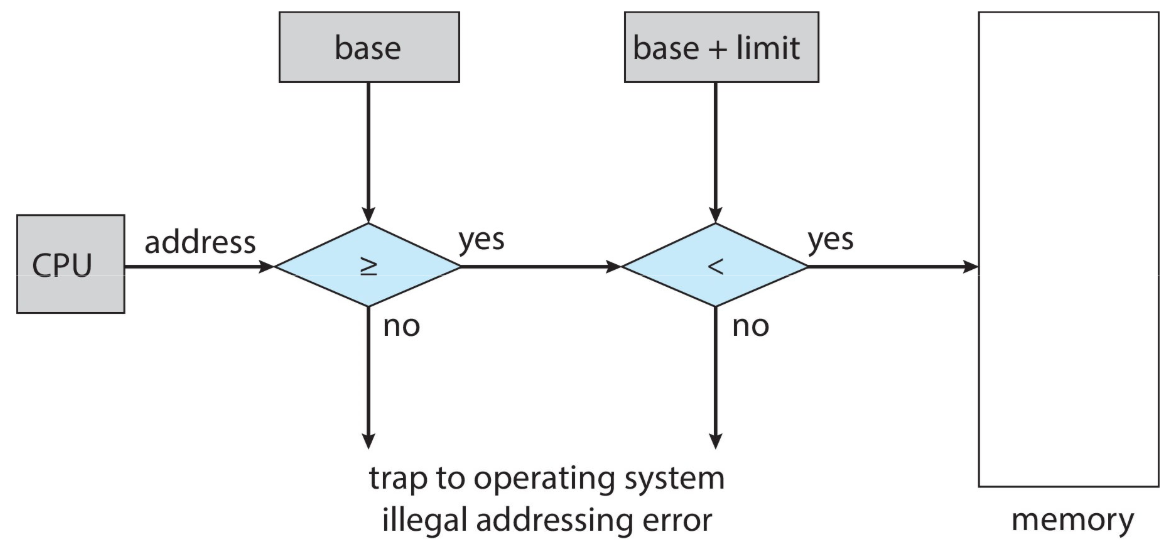 base
base + limit
CPU
address
≥
yes
<
yes
no
no
trap to operating system
illegal addressing error
memory